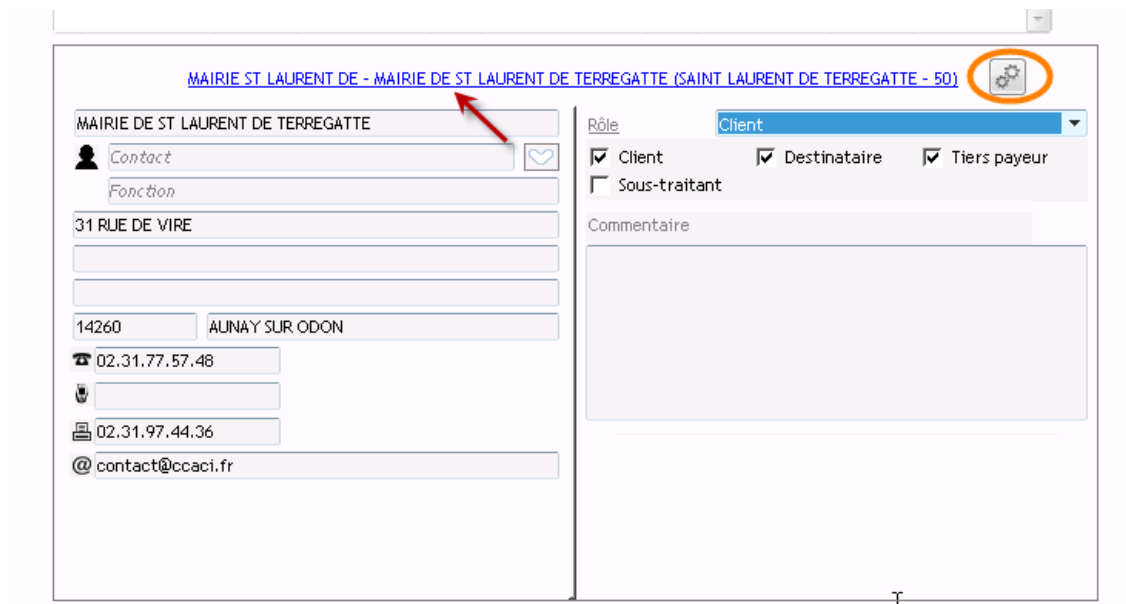 MAIRIE ST LAURENT DE - MAIRIE DE ST LAURENT DE TERREGATTE (SAINT LAURENT DE TERREGATTE - 50)
MAIRIE DE ST LAURENT DE TERREGATTE
Contact
Fonction
31 RUE DE VIRE
14260 AUNAY SUR ODON
02.31.77.57.48
02.31.97.44.36
@ contact@ccaci.fr
Rôle Client
Client Destinataire Tiers payeur
Sous-traitant
Commentaire